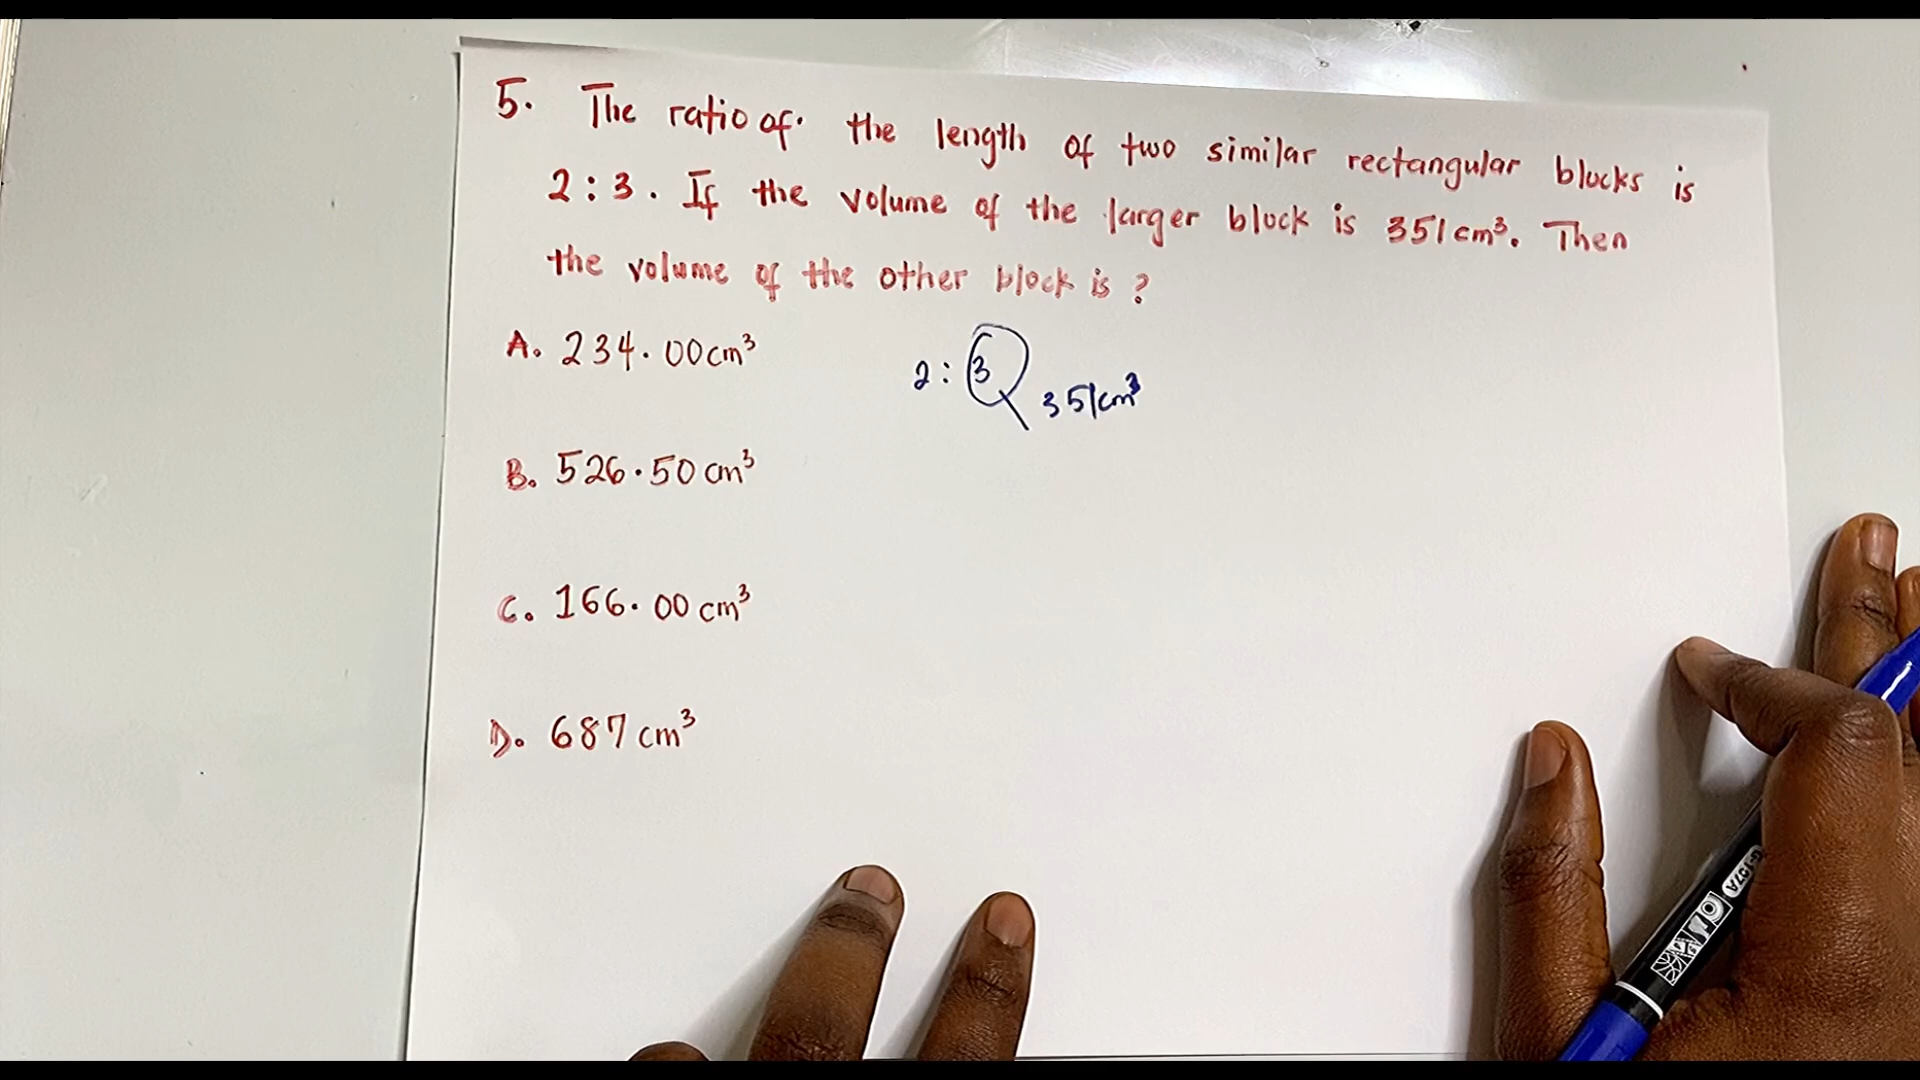 5. The ratio of the length of two similar rectangular blocks is
2 : 3. If the volume of the larger block is 351cm³. Then
the volume of the other block is ?
A. 234.00cm³
2 : 3 351cm³
B. 526.50cm³
C. 166.00cm³
D. 687cm³